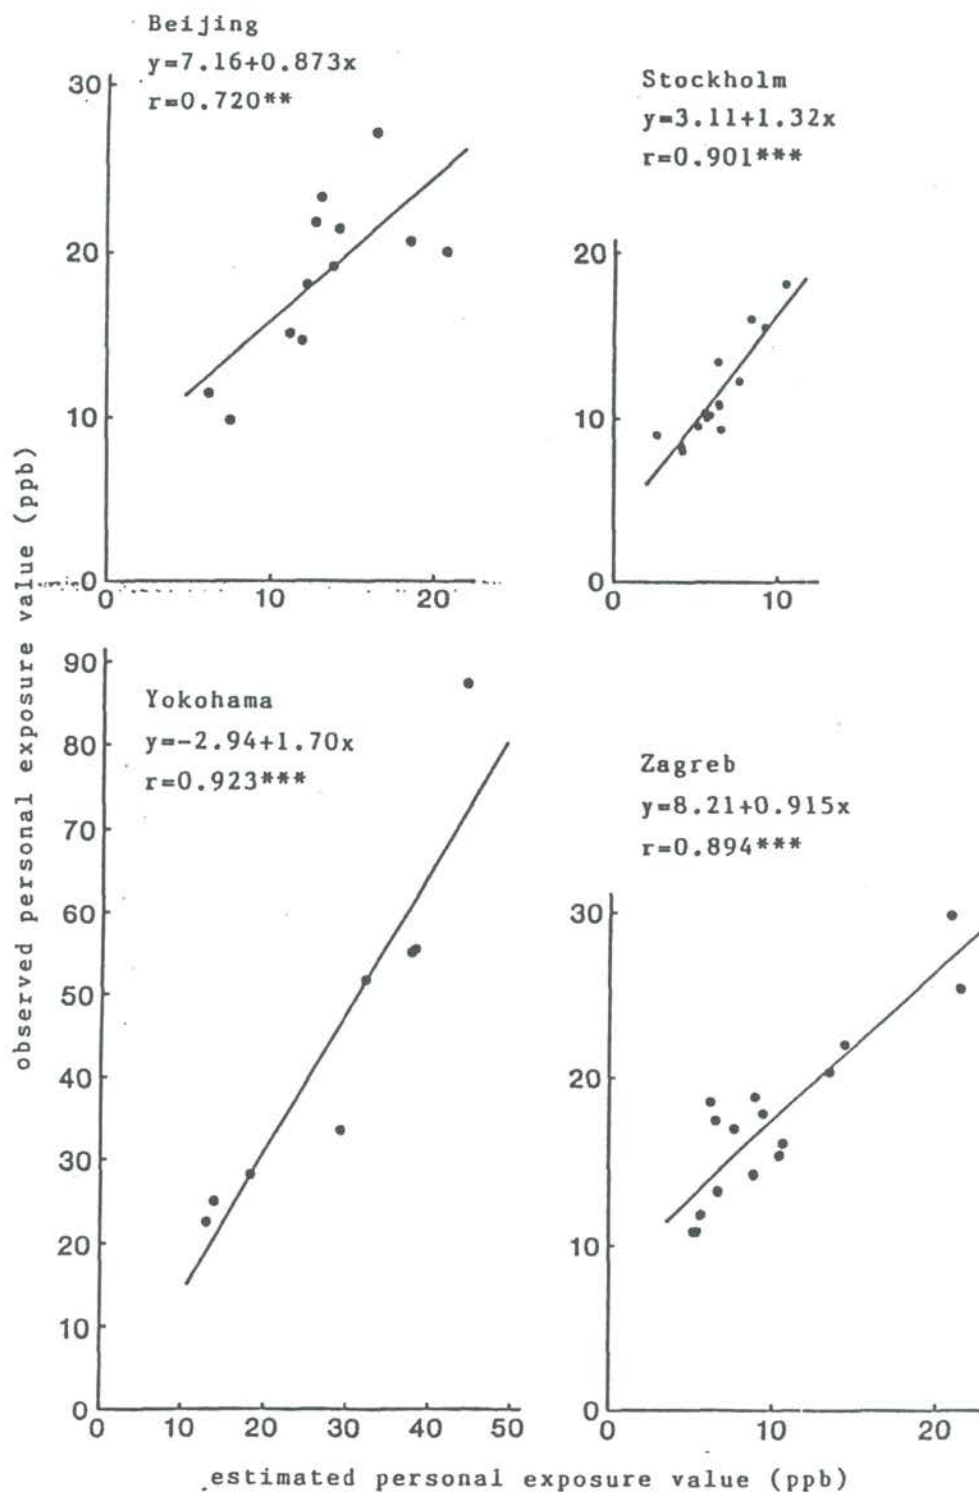 Beijing
y=7.16+0.873x
r=0.720**
30
20
10
0
0 10 20
Stockholm
y=3.11+1.32x
r=0.901***
20
10
0
0 10
observed personal exposure value (ppb)
Yokohama
y=-2.94+1.70x
r=0.923***
90
80
70
60
50
40
30
20
10
0
0 10 20 30 40 50
Zagreb
y=8.21+0.915x
r=0.894***
30
20
10
0
0 10 20
estimated personal exposure value (ppb)